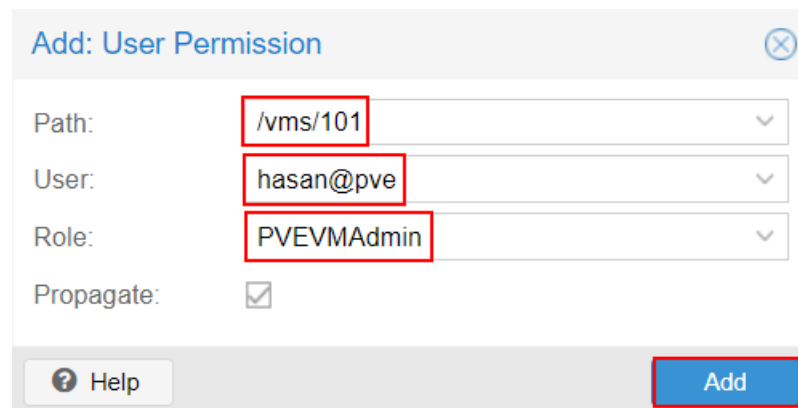 Add: User Permission
Path: /vms/101
User: hasan@pve
Role: PVEVMAdmin
Propagate:
Help Add